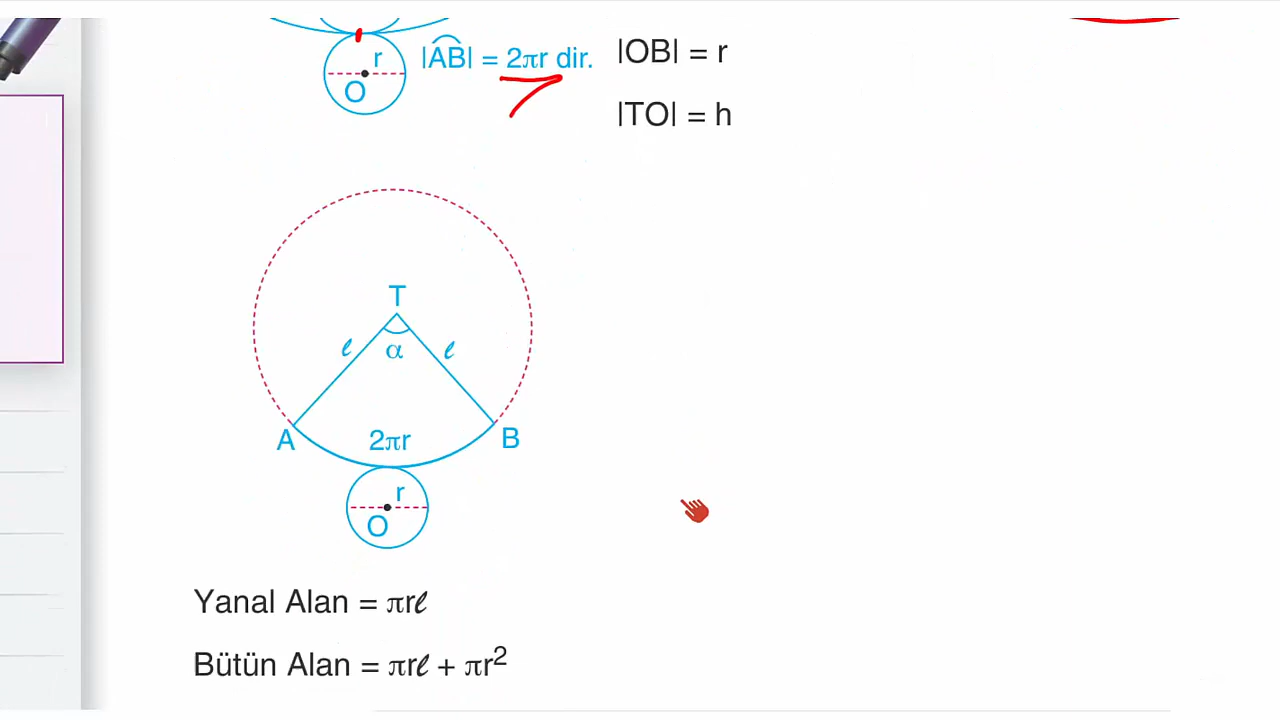 r
|AB| = 2πr dir.
O
|OB| = r
|TO| = h
T
ℓ α ℓ
A 2πr B
r
O
Yanal Alan = πrℓ
Bütün Alan = πrℓ + πr²